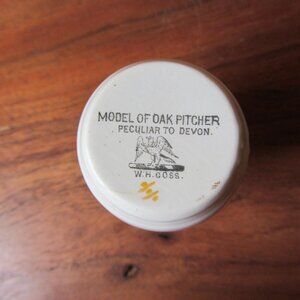 MODEL OF OAK PITCHER
PECULIAR TO DEVON.
W.H.GOSS.